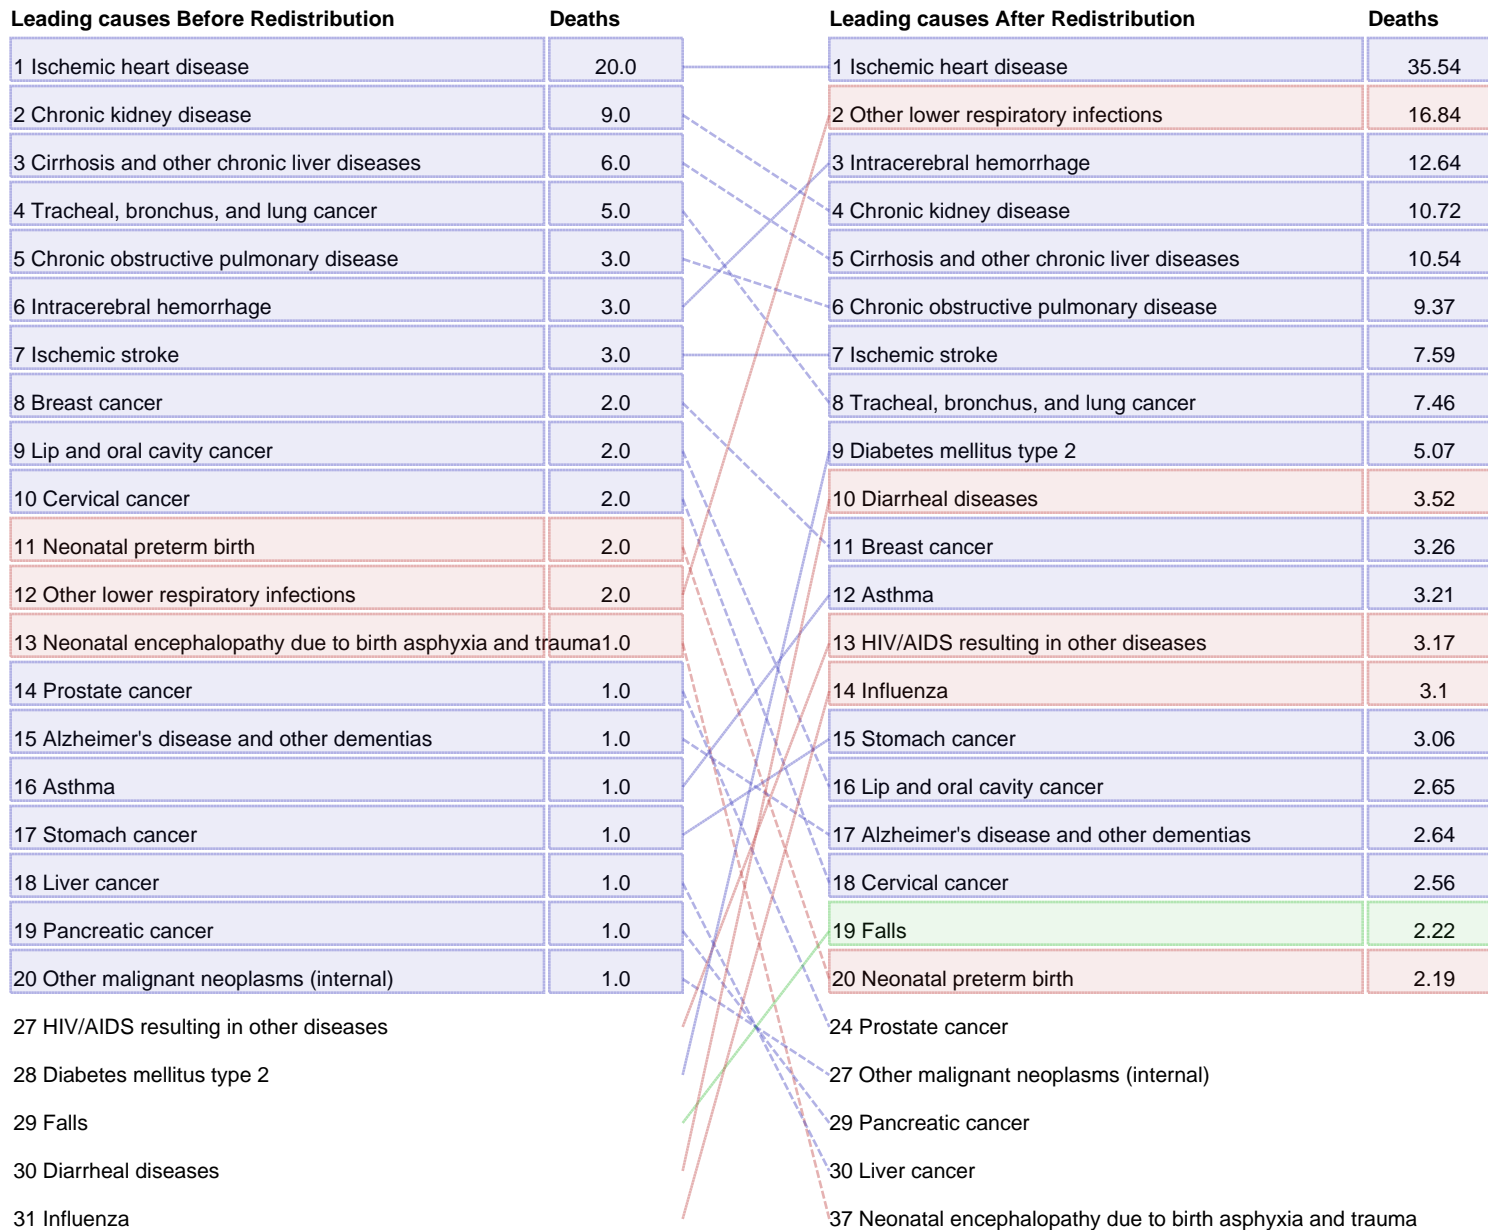 Leading causes Before Redistribution Deaths Leading causes After Redistribution Deaths
1 Ischemic heart disease 20.0 1 Ischemic heart disease 35.54
2 Chronic kidney disease 9.0 2 Other lower respiratory infections 16.84
3 Cirrhosis and other chronic liver diseases 6.0 3 Intracerebral hemorrhage 12.64
4 Tracheal, bronchus, and lung cancer 5.0 4 Chronic kidney disease 10.72
5 Chronic obstructive pulmonary disease 3.0 5 Cirrhosis and other chronic liver diseases 10.54
6 Intracerebral hemorrhage 3.0 6 Chronic obstructive pulmonary disease 9.37
7 Ischemic stroke 3.0 7 Ischemic stroke 7.59
8 Breast cancer 2.0 8 Tracheal, bronchus, and lung cancer 7.46
9 Lip and oral cavity cancer 2.0 9 Diabetes mellitus type 2 5.07
10 Cervical cancer 2.0 10 Diarrheal diseases 3.52
11 Neonatal preterm birth 2.0 11 Breast cancer 3.26
12 Other lower respiratory infections 2.0 12 Asthma 3.21
13 Neonatal encephalopathy due to birth asphyxia and trauma 1.0 13 HIV/AIDS resulting in other diseases 3.17
14 Prostate cancer 1.0 14 Influenza 3.1
15 Alzheimer's disease and other dementias 1.0 15 Stomach cancer 3.06
16 Asthma 1.0 16 Lip and oral cavity cancer 2.65
17 Stomach cancer 1.0 17 Alzheimer's disease and other dementias 2.64
18 Liver cancer 1.0 18 Cervical cancer 2.56
19 Pancreatic cancer 1.0 19 Falls 2.22
20 Other malignant neoplasms (internal) 1.0 20 Neonatal preterm birth 2.19
27 HIV/AIDS resulting in other diseases 24 Prostate cancer
28 Diabetes mellitus type 2 27 Other malignant neoplasms (internal)
29 Falls 29 Pancreatic cancer
30 Diarrheal diseases 30 Liver cancer
31 Influenza 37 Neonatal encephalopathy due to birth asphyxia and trauma